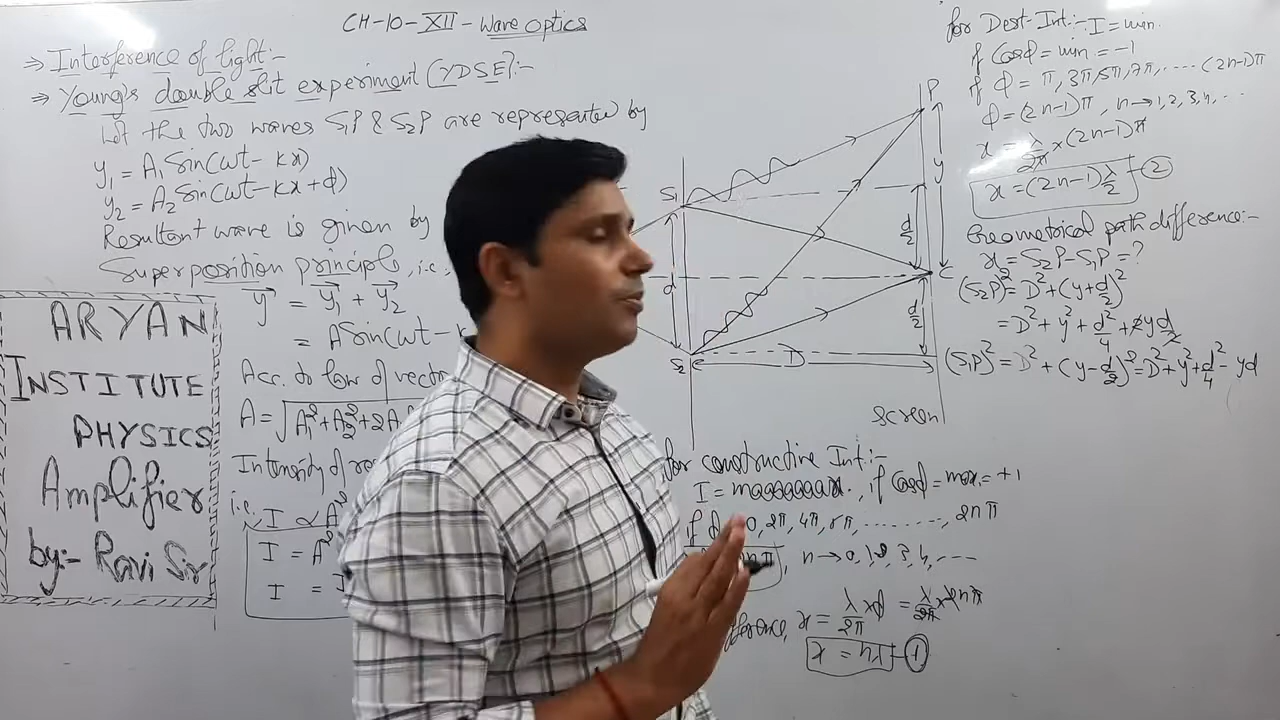 CH-10-XII-Wave Optics
⇒ Interference of light:-
⇒ Young's double slit experiment (YDSE):-
Let the two waves S₁P & S₂P are represented by
y₁ = A₁ Sin(ωt - kx)
y₂ = A₂ Sin(ωt - kx + ϕ)
Resultant wave is given by
Superposition principle, i.e.,
y⃗ = y⃗₁ + y⃗₂
= A Sin(ωt - k
Acc. to law of vecto
A = √A₁² + A₂² + 2A
Intensity of re
i.e., I ∝ A²
I = A²
I =
ARYAN
INSTITUTE
PHYSICS
Amplifier
by:- Ravi Sir
S₁
S₂
d
D
P
y
C
d/2
d/2
screen
for constructive Int:-
I = maaaaaaax., if Cosϕ = max = +1
if ϕ = 0, 2π, 4π, 8π, ........, 2nπ
nπ, n → 0, 1, 2, 3, 4, ----
fference, x = λ/2π × ϕ = λ/2π × 2nπ
x = nλ - ①
for Dest. Int:- I = min.
if Cosϕ = min = -1
if ϕ = π, 3π, 5π, 7π, ..... (2n-1)π
ϕ = (2n-1)π, n → 1, 2, 3, 4, ..
x = λ/2π × (2n-1)π
x = (2n-1) λ/2 - ②
Geometrical path difference:-
x = S₂P - S₁P = ?
(S₂P)² = D² + (y + d/2)²
= D² + y² + d²/4 + 2y d/2
(S₁P)² = D² + (y - d/2)² = D² + y² + d²/4 - yd